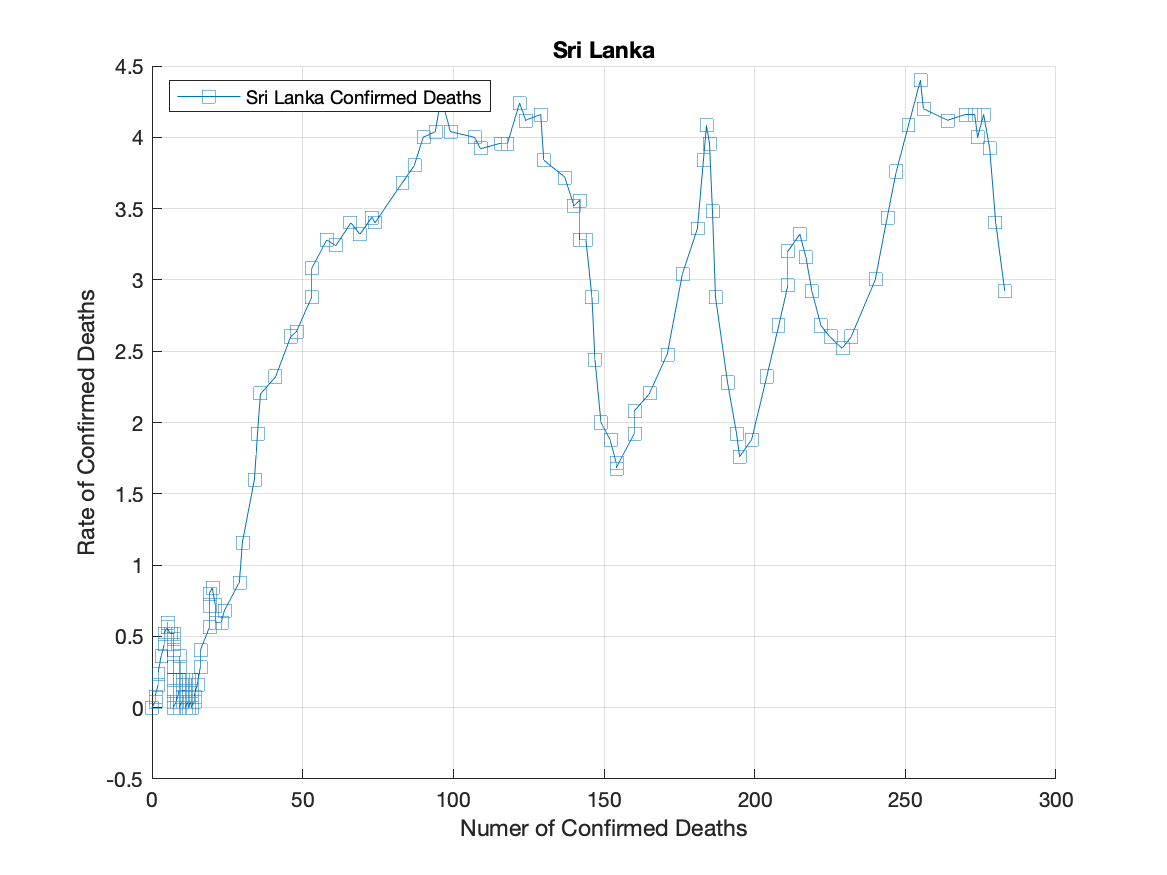 Sri Lanka
Sri Lanka Confirmed Deaths
4.5
4
3.5
3
2.5
2
1.5
1
0.5
0
-0.5
Rate of Confirmed Deaths
0 50 100 150 200 250 300
Numer of Confirmed Deaths